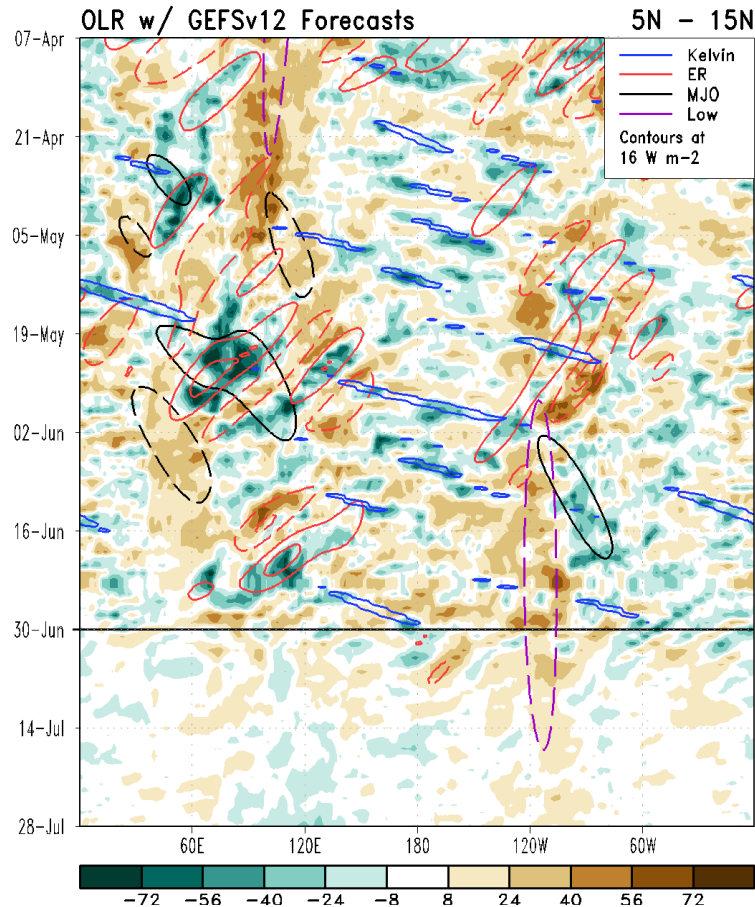 OLR w/ GEFSv12 Forecasts 5N - 15N
07-Apr
21-Apr
05-May
19-May
02-Jun
16-Jun
30-Jun
14-Jul
28-Jul
Kelvin
ER
MJO
Low
Contours at
16 W m-2
60E 120E 180 120W 60W
-72 -56 -40 -24 -8 8 24 40 56 72